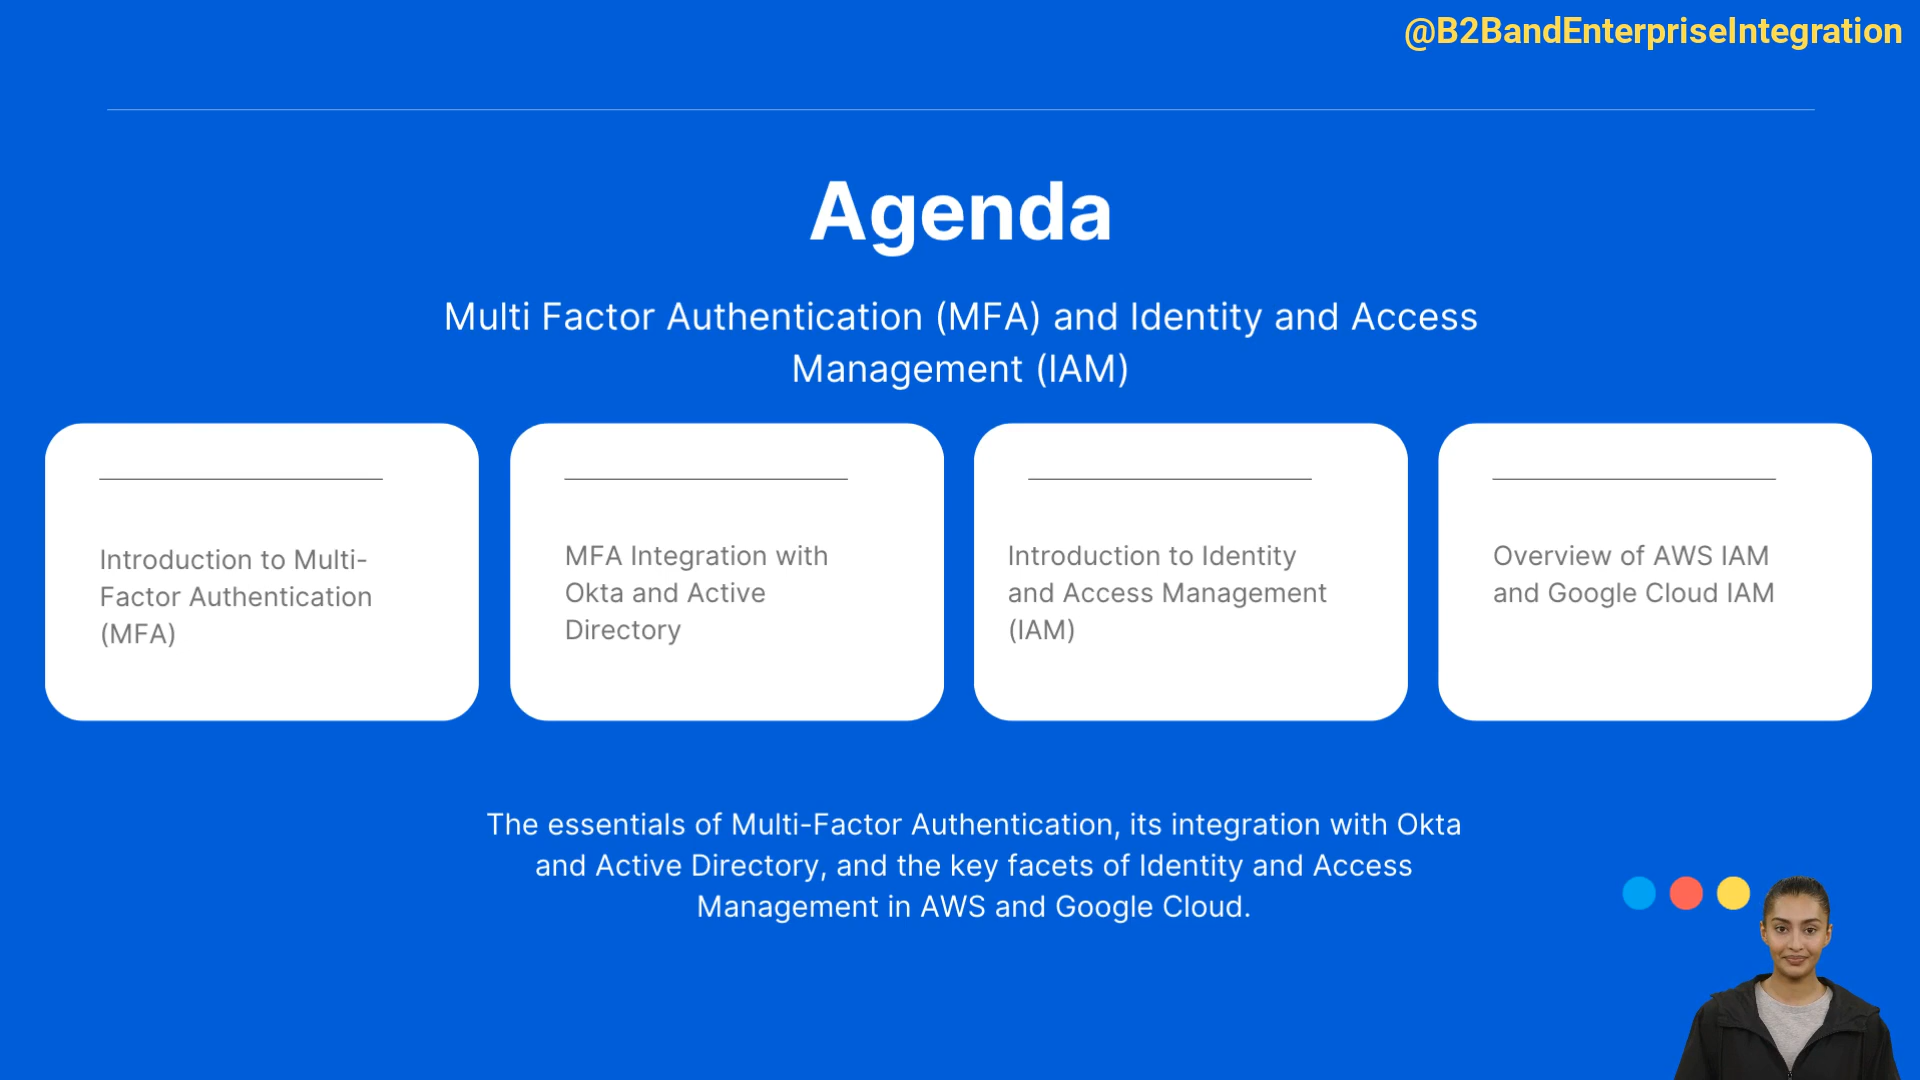 @B2BandEnterpriseIntegration
Agenda
Multi Factor Authentication (MFA) and Identity and Access
Management (IAM)
Introduction to Multi-
Factor Authentication
(MFA)
MFA Integration with
Okta and Active
Directory
Introduction to Identity
and Access Management
(IAM)
Overview of AWS IAM
and Google Cloud IAM
The essentials of Multi-Factor Authentication, its integration with Okta
and Active Directory, and the key facets of Identity and Access
Management in AWS and Google Cloud.